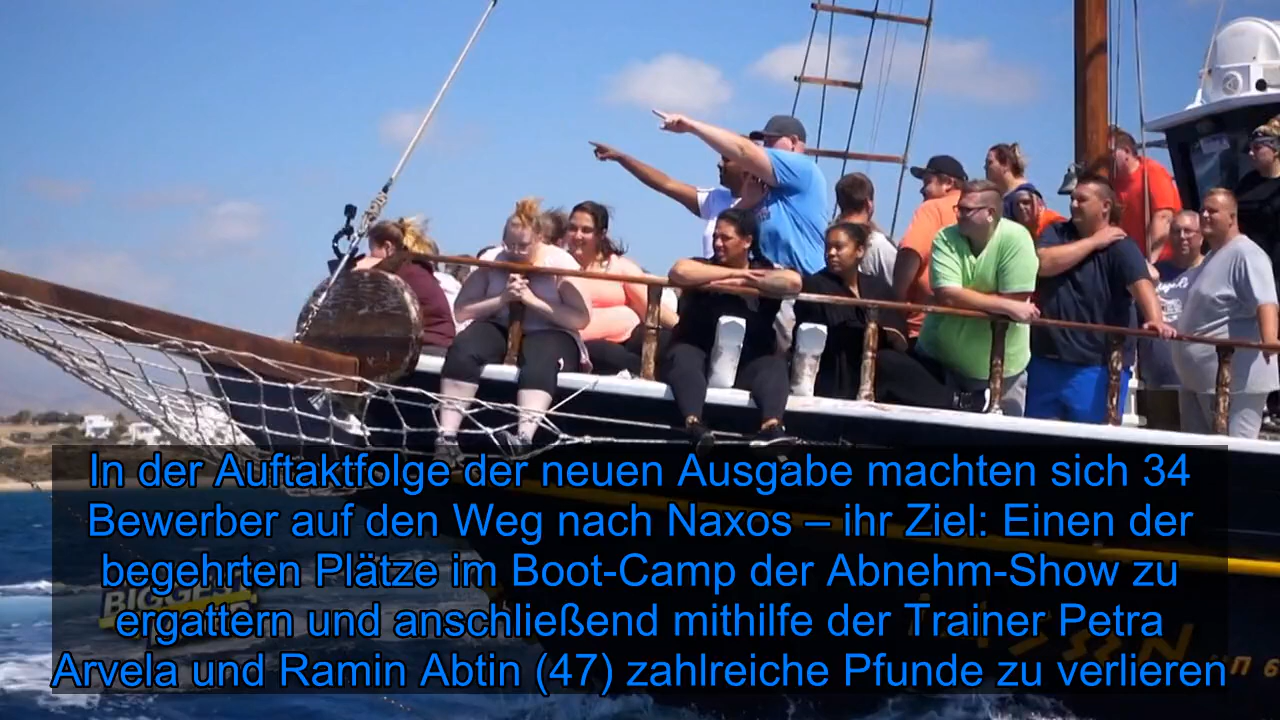 In der Auftaktfolge der neuen Ausgabe machten sich 34
Bewerber auf den Weg nach Naxos – ihr Ziel: Einen der
begehrten Plätze im Boot-Camp der Abnehm-Show zu
ergattern und anschließend mithilfe der Trainer Petra
Arvela und Ramin Abtin (47) zahlreiche Pfunde zu verlieren
BIGGEST